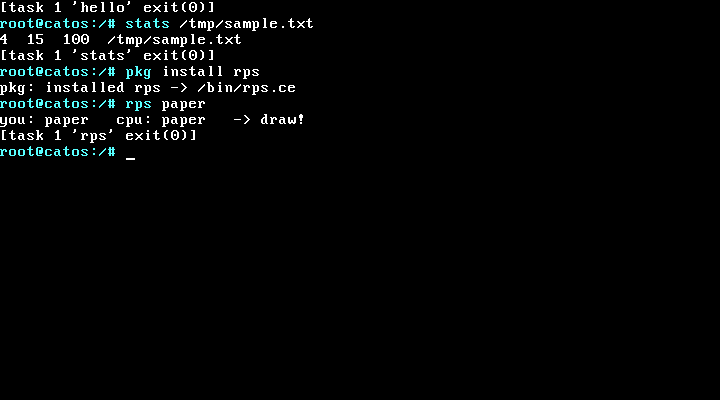 [task 1 'hello' exit(0)]
root@catos:/# stats /tmp/sample.txt
4  15  100  /tmp/sample.txt
[task 1 'stats' exit(0)]
root@catos:/# pkg install rps
pkg: installed rps -> /bin/rps.ce
root@catos:/# rps paper
you: paper   cpu: paper   -> draw!
[task 1 'rps' exit(0)]
root@catos:/# _